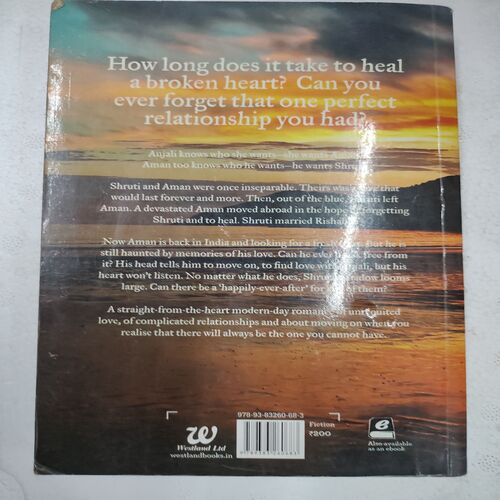 How long does it take to heal
a broken heart? Can you
ever forget that one perfect
relationship you had?
Anjali knows who she wants—she wants
Aman too knows who he wants—he wants Shruti
Shruti and Aman were once inseparable. Theirs was a that
would last forever and more. Then, out of the blue, Shruti left
Aman. A devastated Aman moved abroad in the hope of forgetting
Shruti and to heal. Shruti married
Now Aman is back in India and looking for a fresh start. But he is
still haunted by memories of his love. Can he ever break free from
it? His head tells him to move on, to find love with Anjali, but his
heart won't listen. No matter what he does, Shruti's shadow looms
large. Can there be a 'happily-ever-after' for any of them?
A straight-from-the-heart modern-day romance of unrequited
love, of complicated relationships and about moving on when you
realise that there will always be the one you cannot have.
978-93-83260-68-3
w
Westland Ltd
westlandbooks.in
9 789383 260683
Fiction
₹200
e
Also available
as an ebook